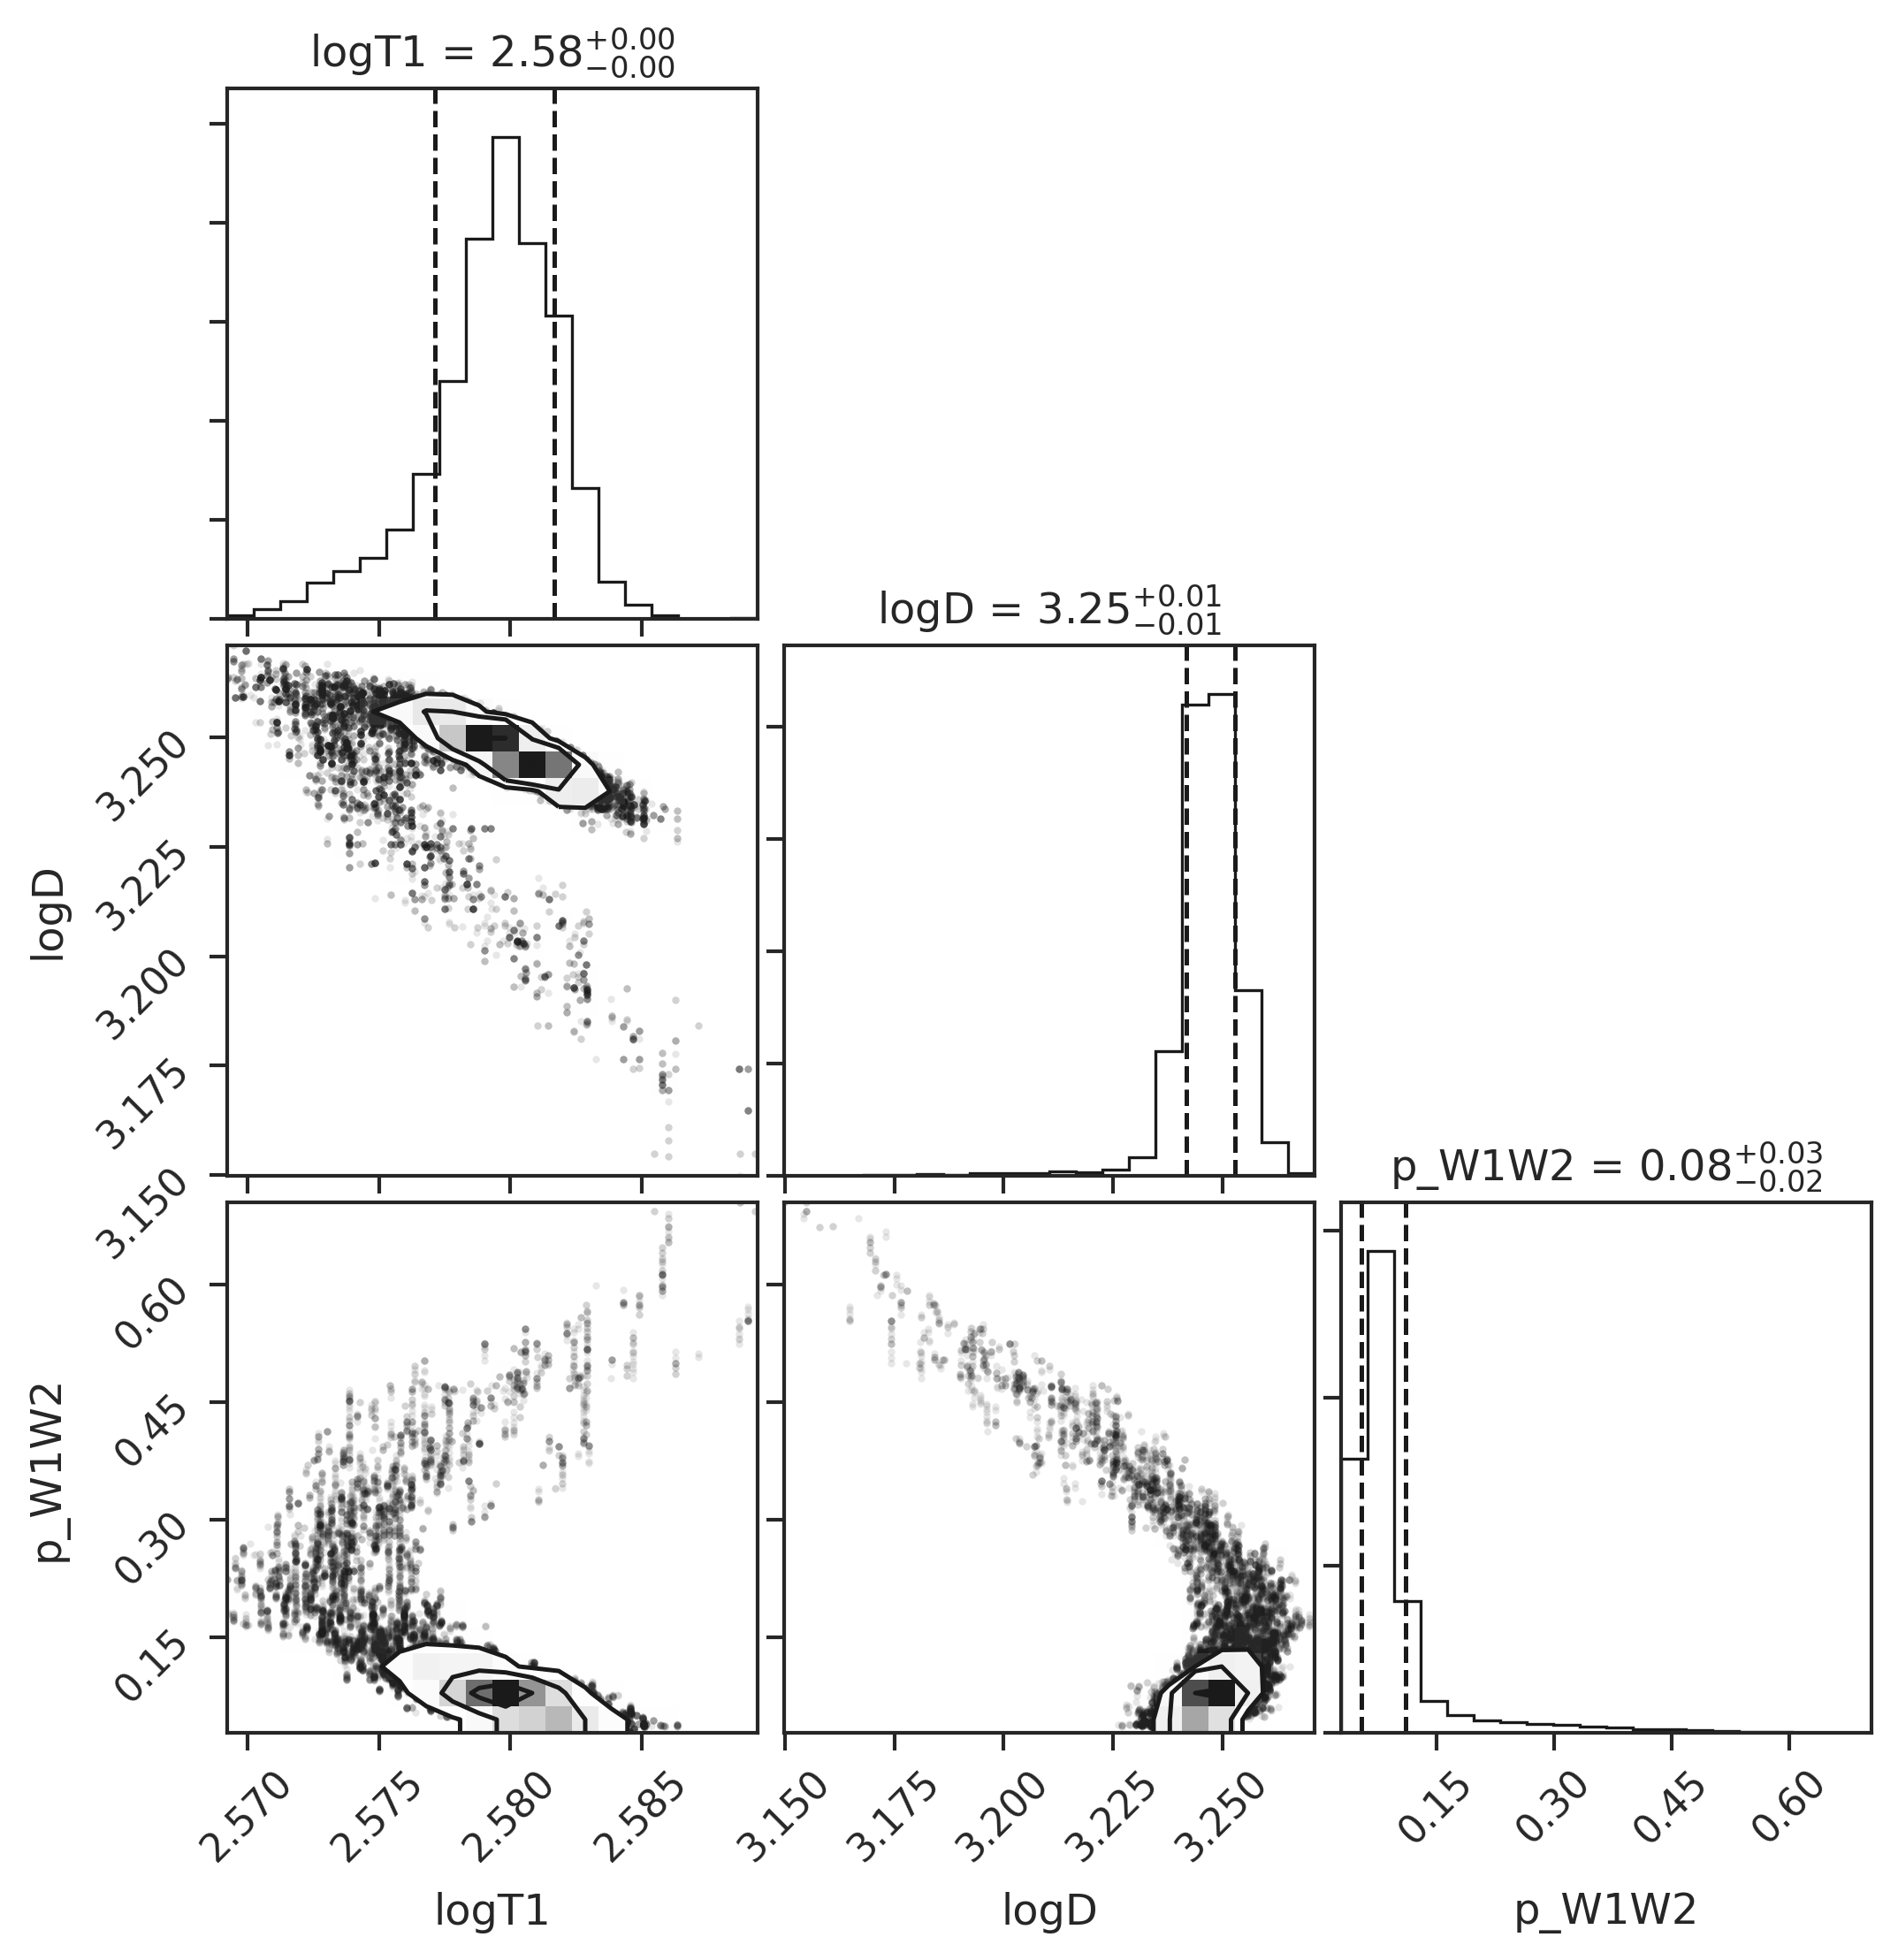 logT1 = 2.58+0.00 −0.00
logD = 3.25+0.01 −0.01
logD
3.250
3.225
3.200
3.175
3.150
p_W1W2 = 0.08+0.03 −0.02
p_W1W2
0.60
0.45
0.30
0.15
2.570 2.575 2.580 2.585
3.150 3.175 3.200 3.225 3.250
0.15 0.30 0.45 0.60
logT1 logD p_W1W2